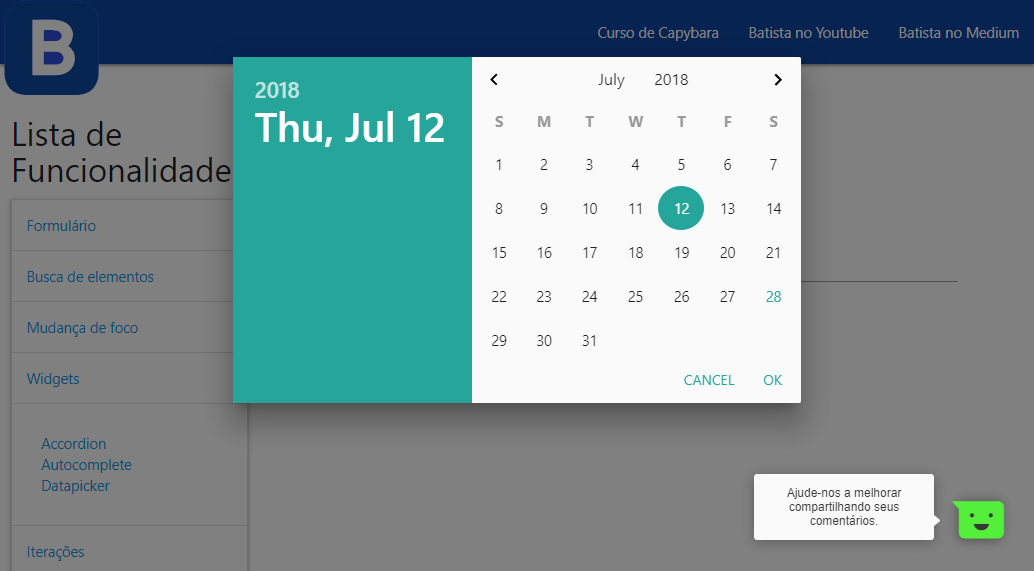 B
Curso de Capybara Batista no Youtube Batista no Medium
Lista de
Funcionalidade
Formulário
Busca de elementos
Mudança de foco
Widgets
Accordion
Autocomplete
Datapicker
Iterações
2018
Thu, Jul 12
July 2018
S M T W T F S
1 2 3 4 5 6 7
8 9 10 11 12 13 14
15 16 17 18 19 20 21
22 23 24 25 26 27 28
29 30 31
CANCEL OK
Ajude-nos a melhorar
compartilhando seus
comentários.